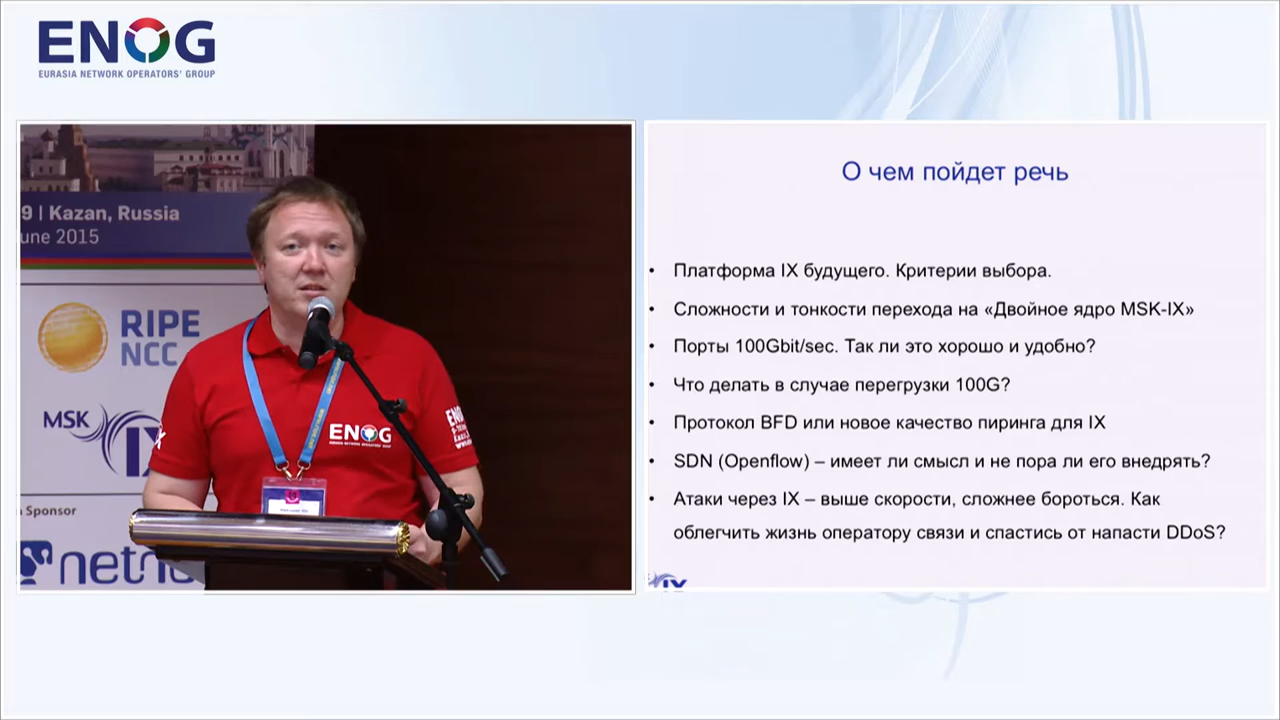 ENOG
EURASIA NETWORK OPERATORS' GROUP
9 | Kazan, Russia
une 2015
RIPE
NCC
MSK
IX
Sponsor
netn
ENOG
ENOG
О чем пойдет речь
• Платформа IX будущего. Критерии выбора.
• Сложности и тонкости перехода на «Двойное ядро MSK-IX»
• Порты 100Gbit/sec. Так ли это хорошо и удобно?
• Что делать в случае перегрузки 100G?
• Протокол BFD или новое качество пиринга для IX
• SDN (Openflow) – имеет ли смысл и не пора ли его внедрять?
• Атаки через IX – выше скорости, сложнее бороться. Как
облегчить жизнь оператору связи и спастись от напасти DDoS?
IX